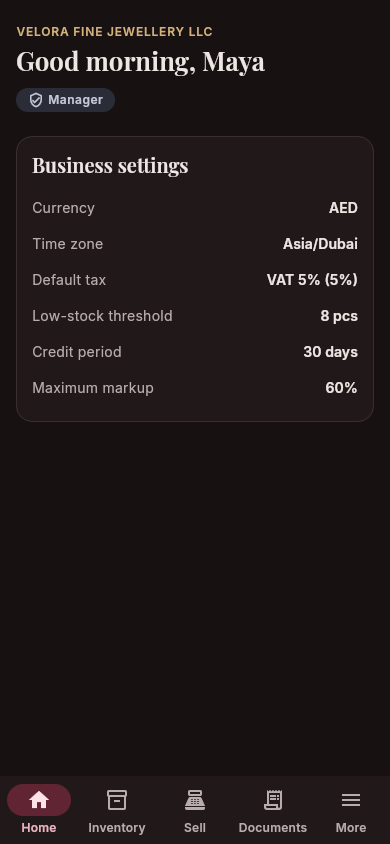 VELORA FINE JEWELLERY LLC
Good morning, Maya
Manager
Business settings
Currency AED
Time zone Asia/Dubai
Default tax VAT 5% (5%)
Low-stock threshold 8 pcs
Credit period 30 days
Maximum markup 60%
Home Inventory Sell Documents More